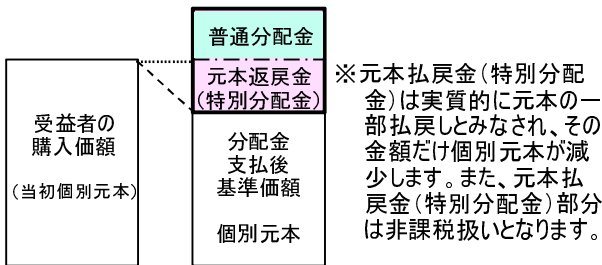 普通分配金
元本返戻金
(特別分配金)
受益者の
購入価額
(当初個別元本)
分配金
支払後
基準価額
個別元本
※元本払戻金(特別分配
金)は実質的に元本の一
部払戻しとみなされ、その
金額だけ個別元本が減
少します。また、元本払
戻金(特別分配金)部分
は非課税扱いとなります。